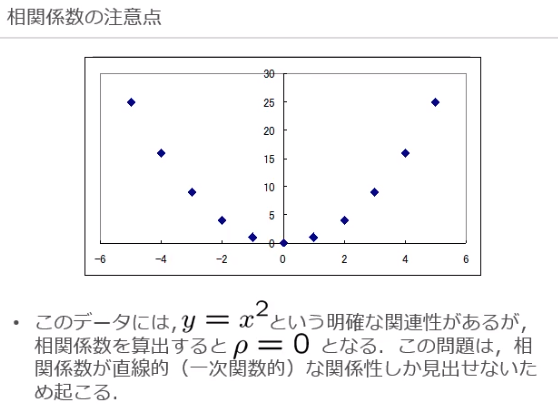 相関係数の注意点
30
25
20
15
10
5
0
-6 -4 -2 0 2 4 6
• このデータには，y = x²という明確な関連性があるが，
相関係数を算出すると ρ = 0 となる．この問題は，相
関係数が直線的（一次関数的）な関係性しか見出せないた
め起こる．